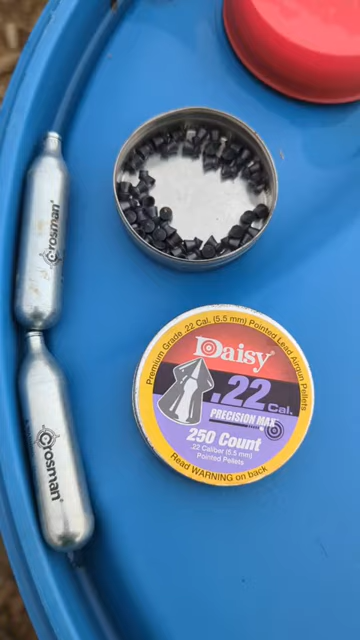 Crosman
Crosman
Premium Grade .22 Cal. (5.5 mm) Pointed Lead Airgun Pellets
Daisy
.22 Cal.
PRECISION MAX
250 Count
.22 Caliber (5.5 mm)
Pointed Pellets
Read WARNING on back